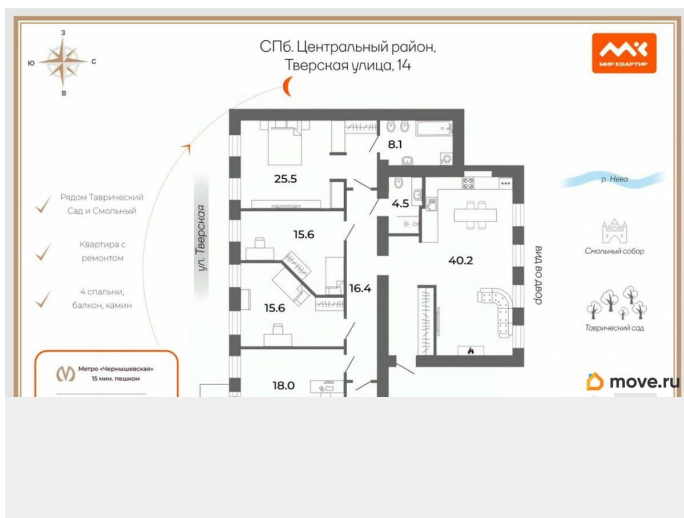 СПб. Центральный район,
Тверская улица, 14
МИР КВАРТИР
З
Ю
С
В
8.1
25.5
4.5
р. Нева
Рядом Таврический
Сад и Смольный
ул. Тверская
15.6
40.2
вид во двор
Смольный собор
Квартира с
ремонтом
16.4
15.6
4 спальни,
балкон, камин
Таврический сад
Метро «Чернышевская»
15 мин. пешком
18.0
move.ru